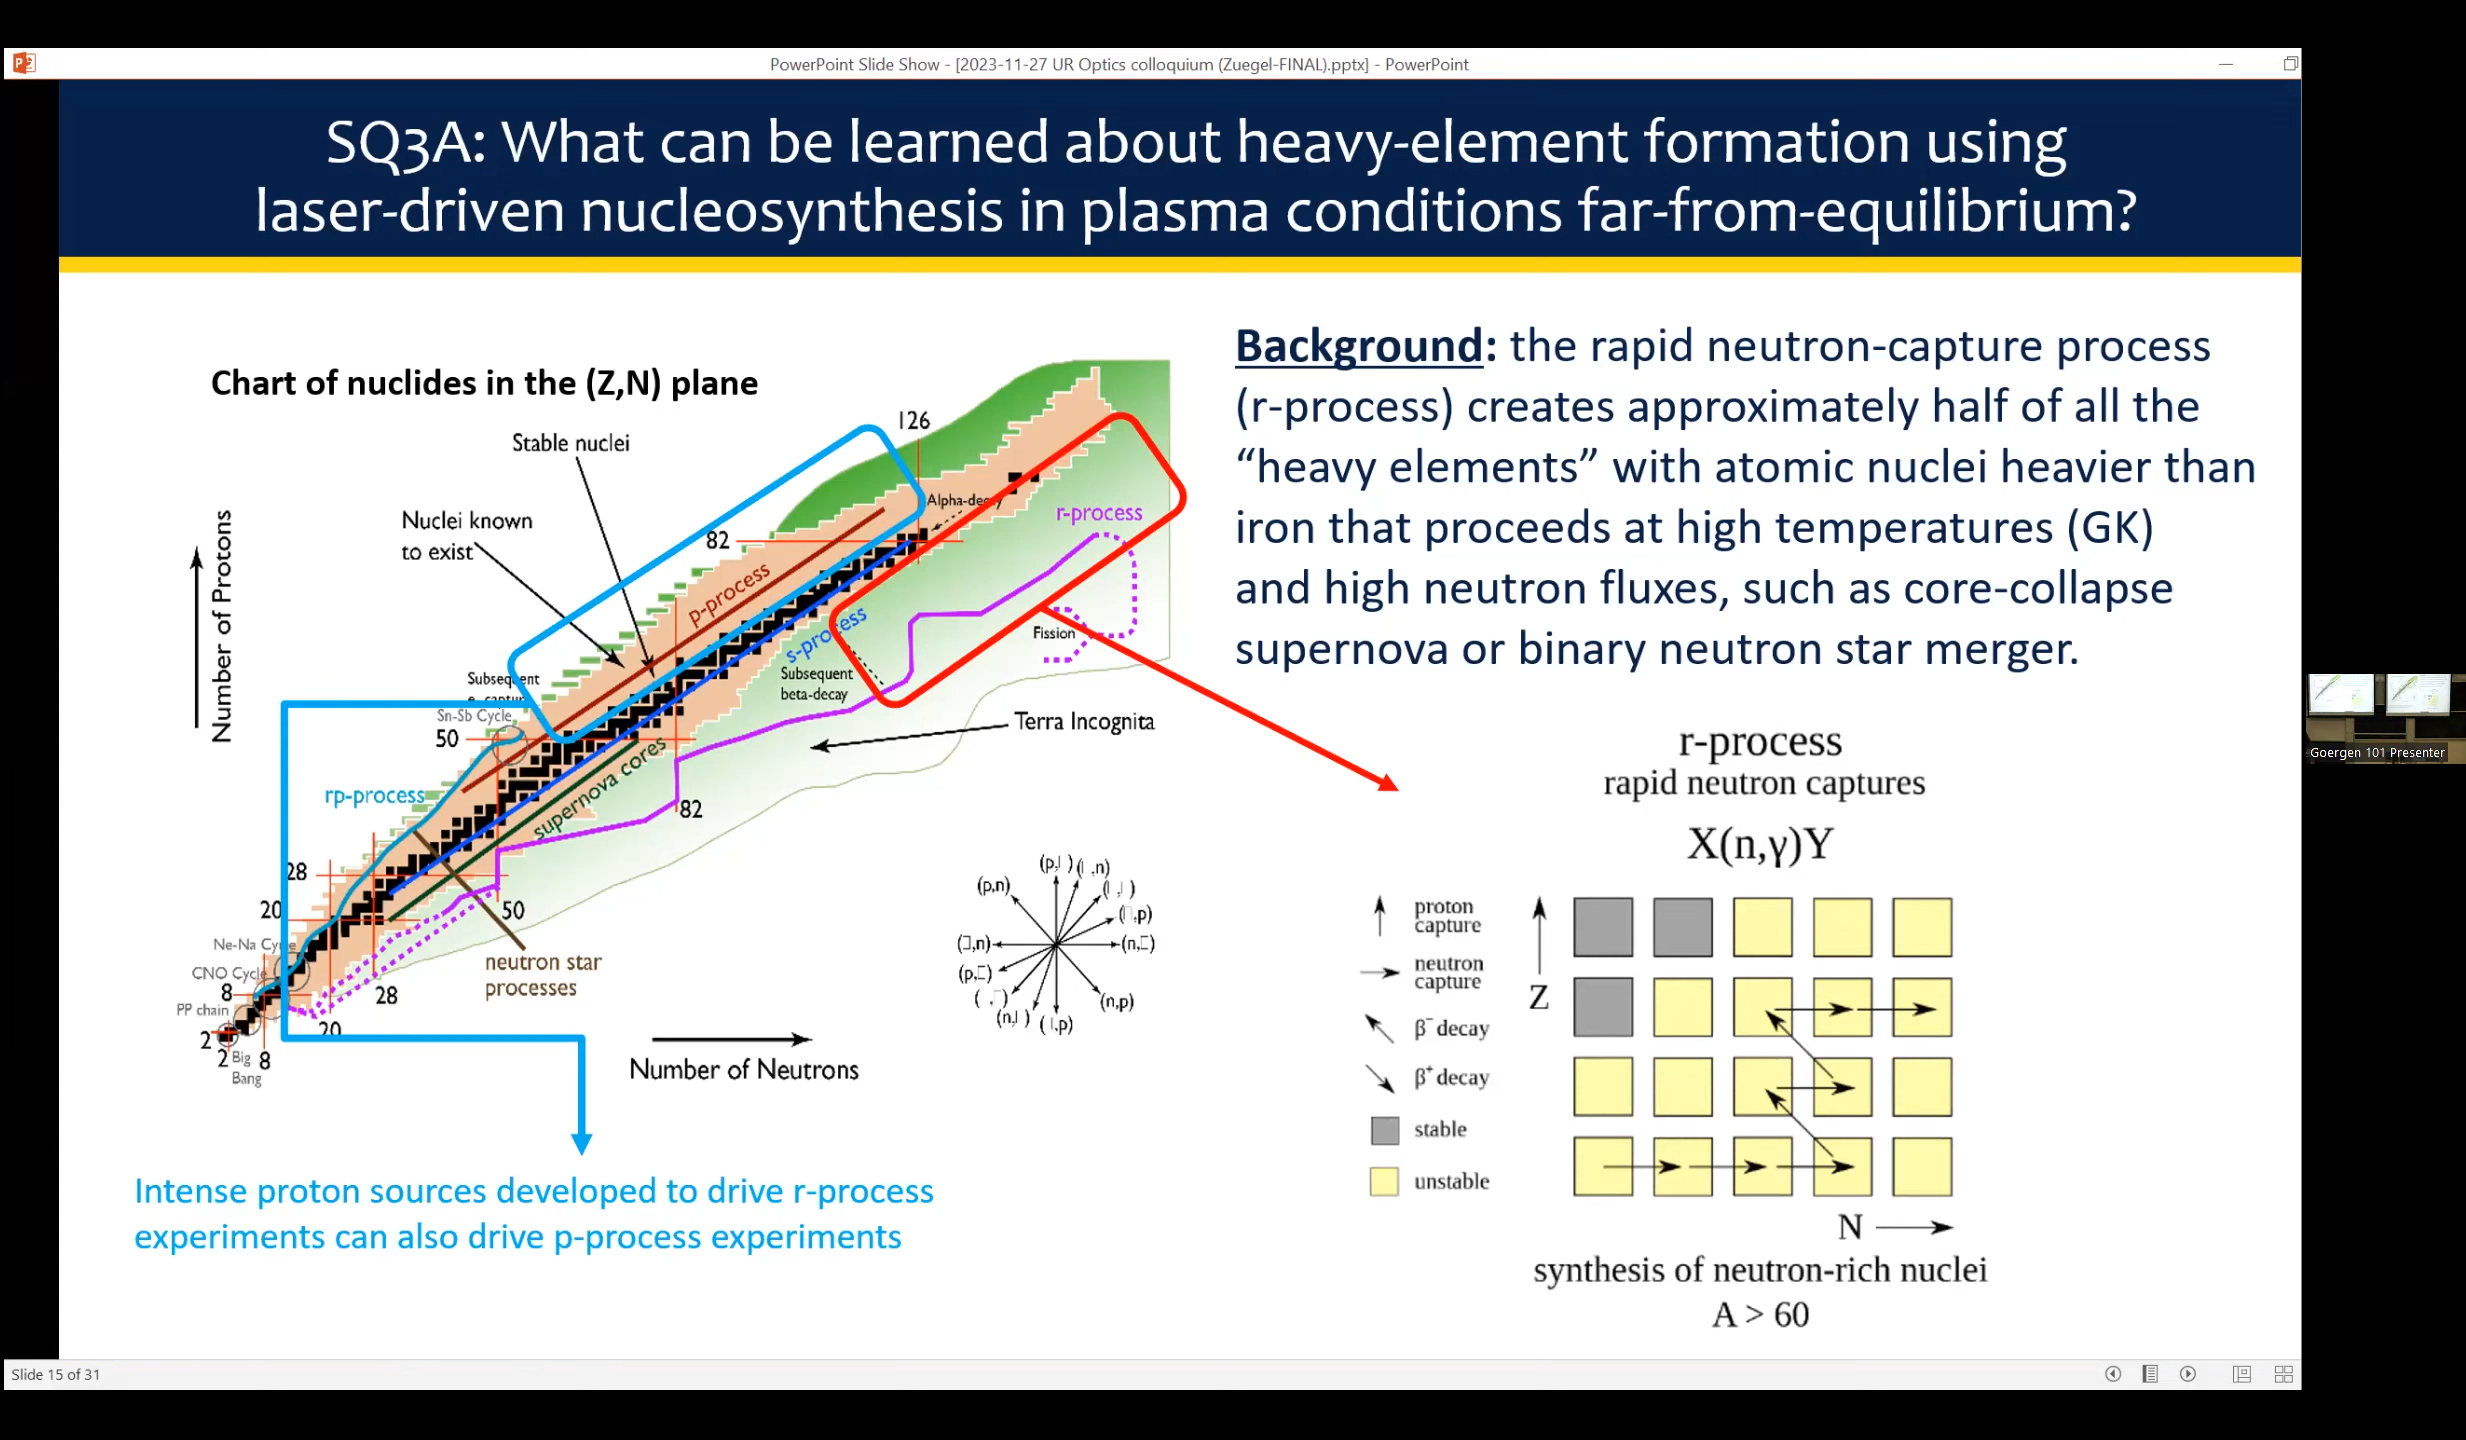 PowerPoint Slide Show - [2023-11-27 UR Optics colloquium (Zuegel-FINAL).pptx] - PowerPoint
SQ3A: What can be learned about heavy-element formation using
laser-driven nucleosynthesis in plasma conditions far-from-equilibrium?
Chart of nuclides in the (Z,N) plane
Stable nuclei
Nuclei known
to exist
Number of Protons
126
82
Alpha-decay
r-process
p-process
s-process
Fission
Subsequent
beta-decay
Subsequent
Sn-Sb Cycle
50
Terra Incognita
rp-process
supernova cores
82
28
20
50
Ne-Na Cycle
CNO Cycle
neutron star
processes
8
28
PP chain
20
2
2
8
Big
Bang
Number of Neutrons
(p,n)
(n,p)
Intense proton sources developed to drive r-process
experiments can also drive p-process experiments
Background: the rapid neutron-capture process
(r-process) creates approximately half of all the
“heavy elements” with atomic nuclei heavier than
iron that proceeds at high temperatures (GK)
and high neutron fluxes, such as core-collapse
supernova or binary neutron star merger.
r-process
rapid neutron captures
X(n,γ)Y
proton
capture
neutron
capture
β⁻ decay
β⁺ decay
stable
unstable
Z
N
synthesis of neutron-rich nuclei
A > 60
Goergen 101 Presenter
Slide 15 of 31